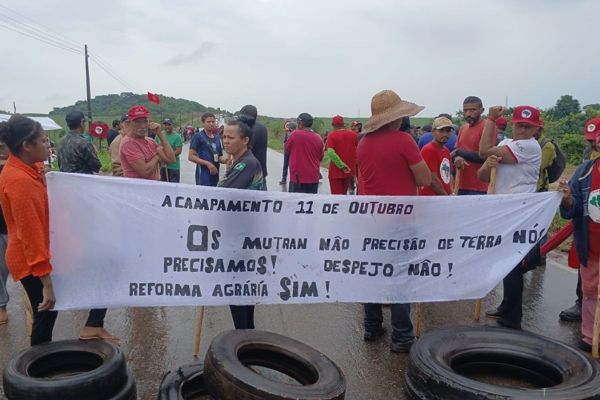 ACAMPAMENTO 11 DE OUTUBRO
OS MUTRAN NÃO PRECISÃO DE TERRA NÓS
PRECISAMOS! DESPEJO NÃO!
REFORMA AGRÁRIA SIM!